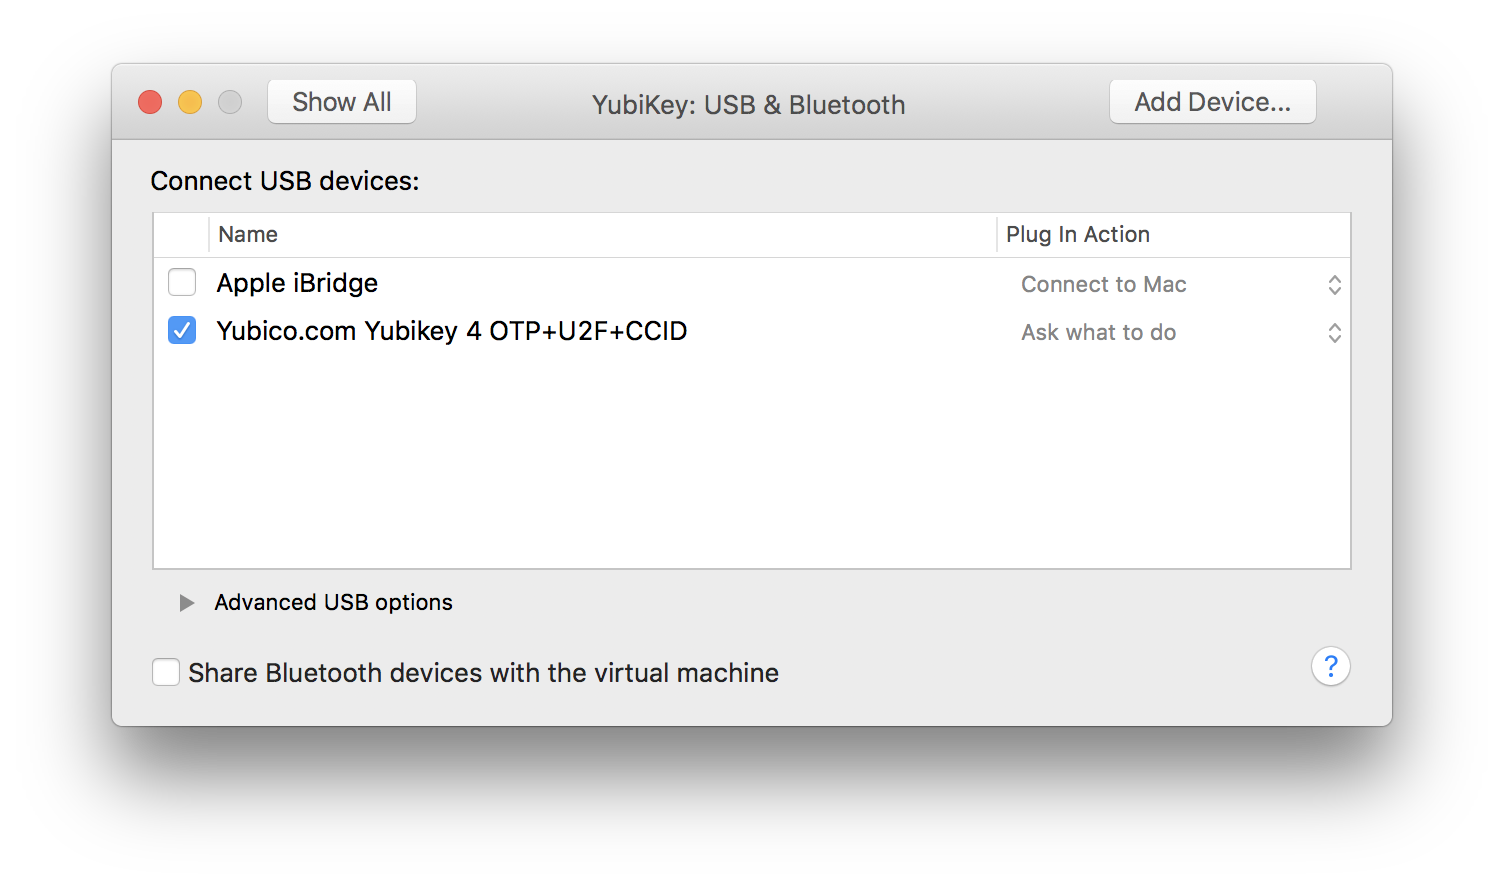 Show All YubiKey: USB & Bluetooth Add Device...
Connect USB devices:
Name Plug In Action
Apple iBridge Connect to Mac
Yubico.com Yubikey 4 OTP+U2F+CCID Ask what to do
Advanced USB options
Share Bluetooth devices with the virtual machine ?